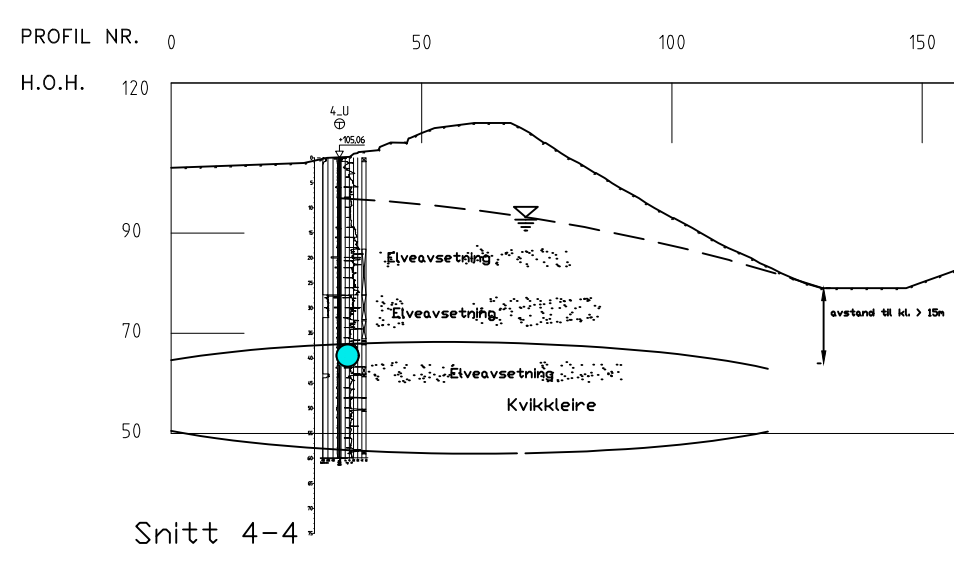 PROFIL NR. 0 50 100 150
H.O.H. 120
4_U
+105.06
90
Elveavsetning
Elveavsetning
avstand til kl. > 15m
70
Elveavsetning
Kvikkleire
50
Snitt 4-4